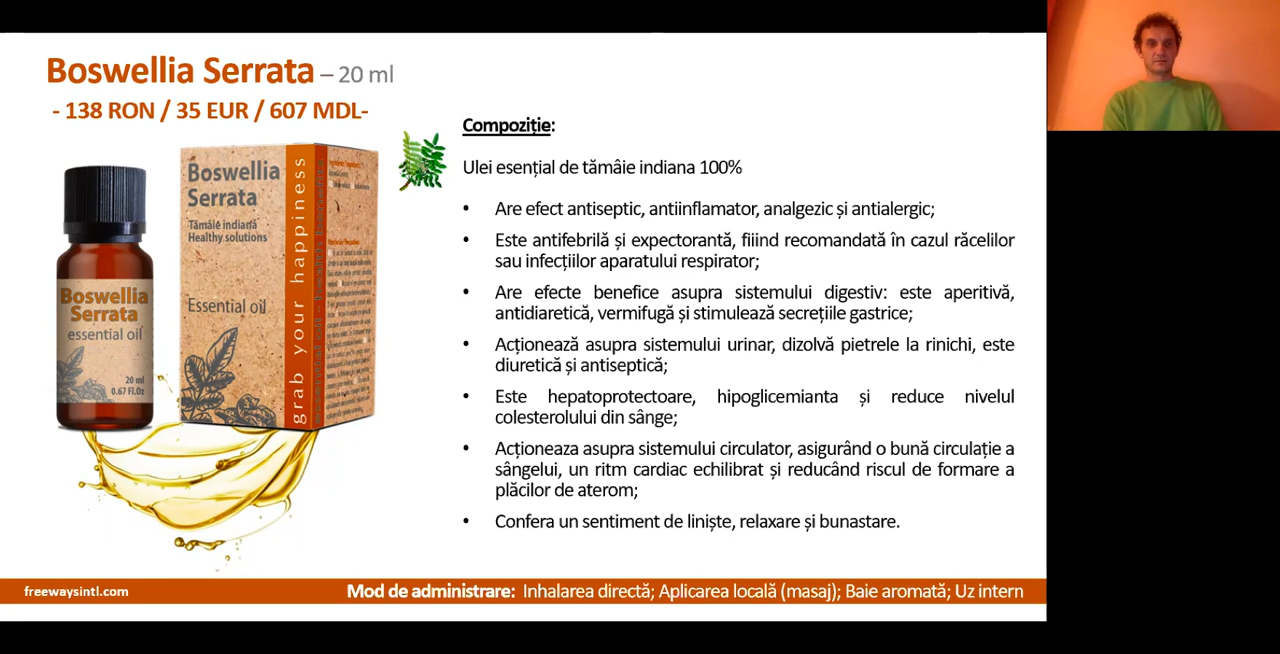 Boswellia Serrata – 20 ml
- 138 RON / 35 EUR / 607 MDL-
Boswellia
Serrata
Tămâie indiană
Healthy solutions
Essential oil
grab your happiness
Boswellia
Serrata
essential oil
20 ml
0.67 Fl.Oz
Compoziție:
Ulei esențial de tămâie indiana 100%
• Are efect antiseptic, antiinflamator, analgezic și antialergic;
• Este antifebrilă și expectorantă, fiiind recomandată în cazul răcelilor
sau infecțiilor aparatului respirator;
• Are efecte benefice asupra sistemului digestiv: este aperitivă,
antidiaretică, vermifugă și stimulează secrețiile gastrice;
• Acționează asupra sistemului urinar, dizolvă pietrele la rinichi, este
diuretică și antiseptică;
• Este hepatoprotectoare, hipoglicemianta și reduce nivelul
colesterolului din sânge;
• Acționeaza asupra sistemului circulator, asigurând o bună circulație a
sângelui, un ritm cardiac echilibrat și reducând riscul de formare a
plăcilor de aterom;
• Confera un sentiment de liniște, relaxare și bunastare.
freewaysintl.com
Mod de administrare: Inhalarea directă; Aplicarea locală (masaj); Baie aromată; Uz intern